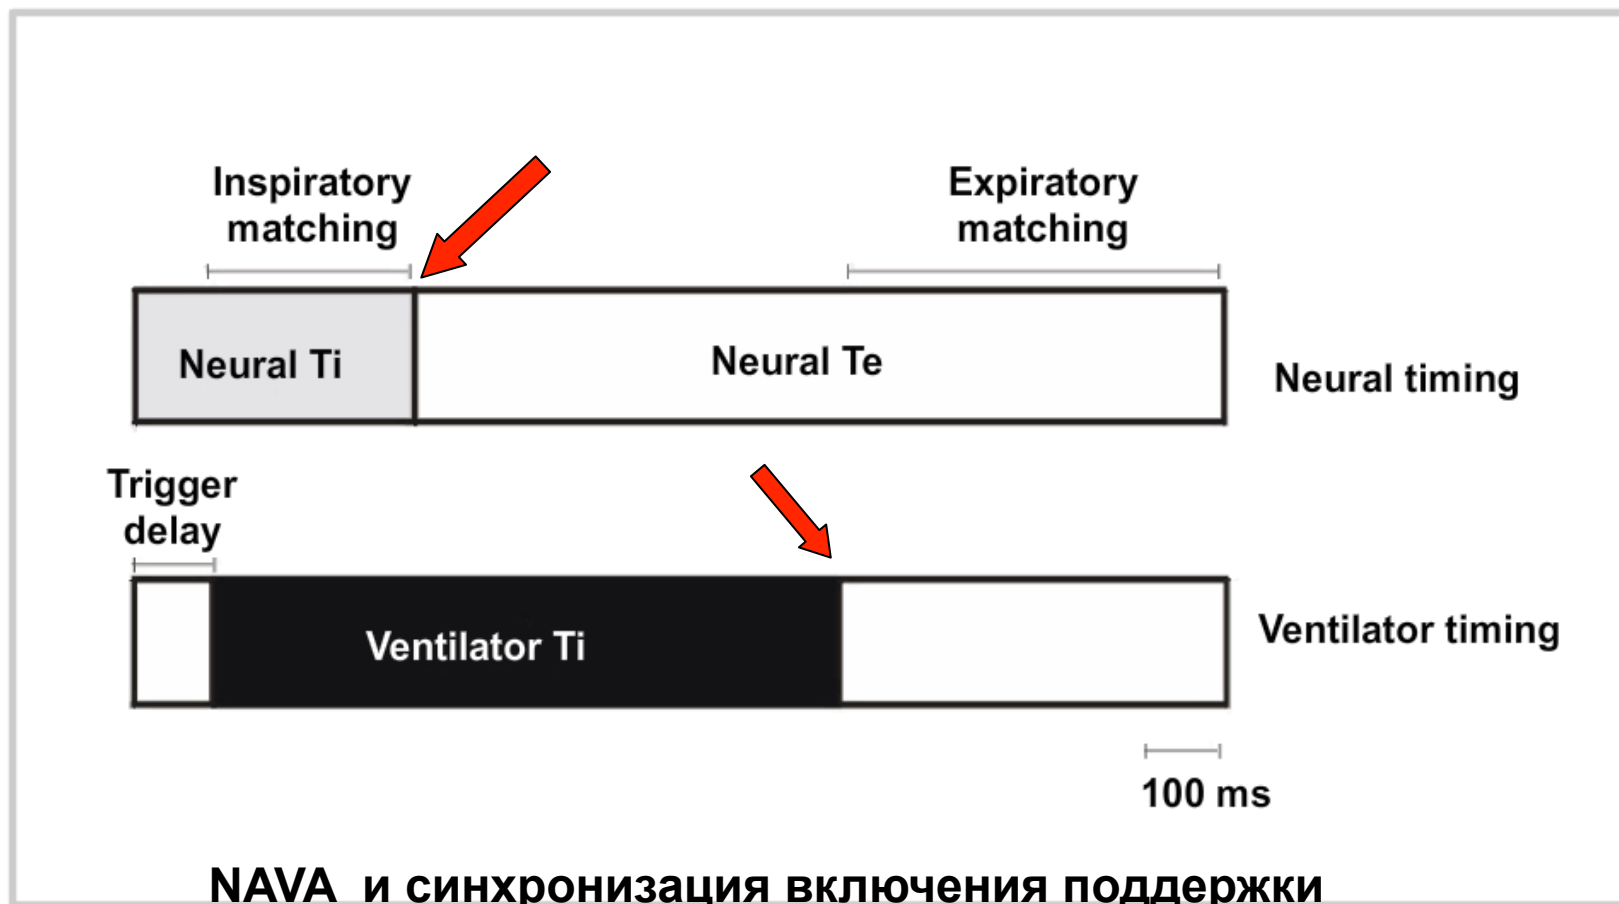 Inspiratory
matching
Expiratory
matching
Neural Ti
Neural Te
Neural timing
Trigger
delay
Ventilator Ti
Ventilator timing
100 ms
NAVA и синхронизация включения поддержки